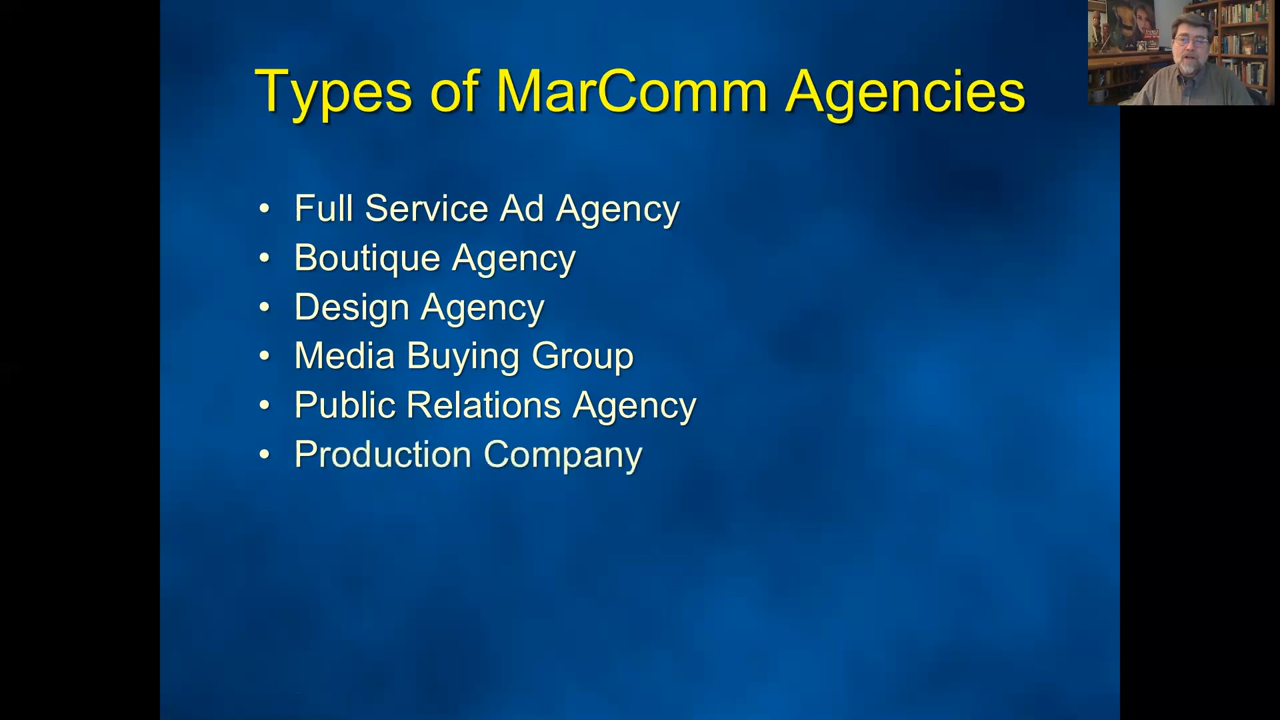 Types of MarComm Agencies
• Full Service Ad Agency
• Boutique Agency
• Design Agency
• Media Buying Group
• Public Relations Agency
• Production Company